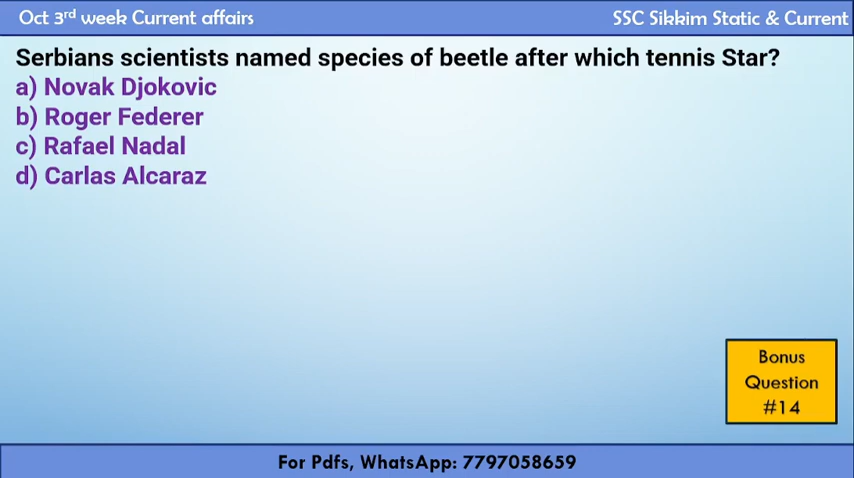 Oct 3rd week Current affairs
SSC Sikkim Static & Current
Serbians scientists named species of beetle after which tennis Star?
a) Novak Djokovic
b) Roger Federer
c) Rafael Nadal
d) Carlas Alcaraz
Bonus
Question
#14
For Pdfs, WhatsApp: 7797058659